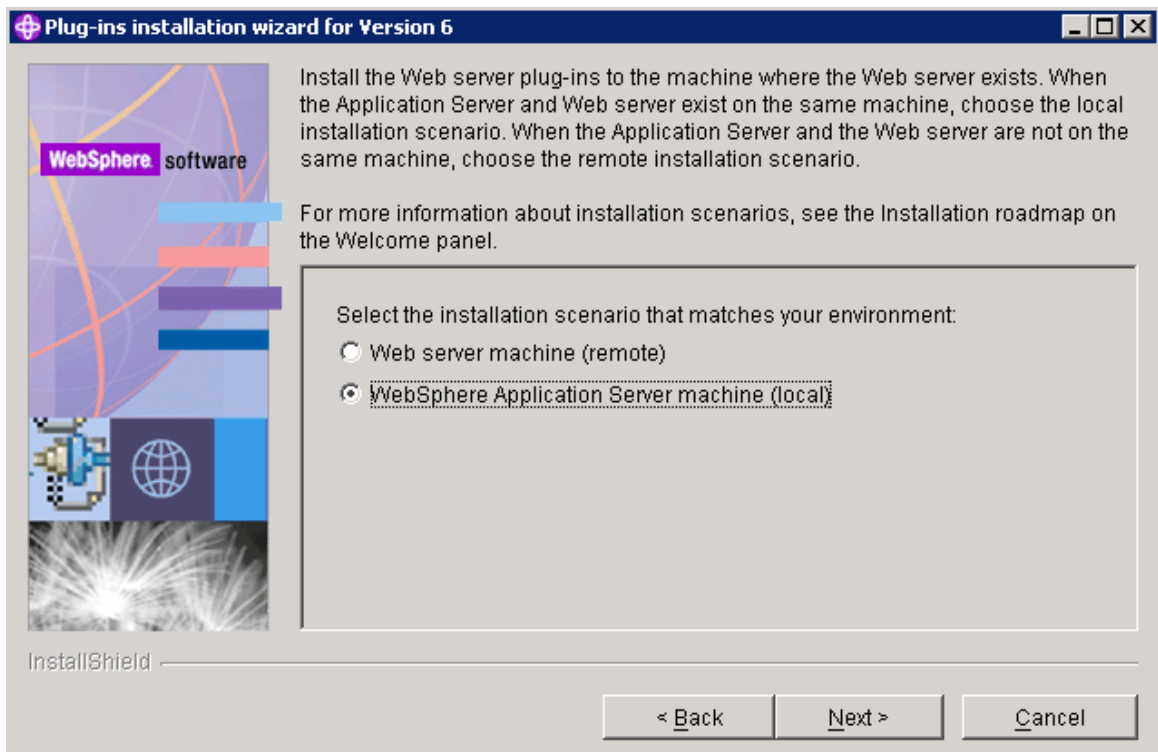 Plug-ins installation wizard for Version 6
Install the Web server plug-ins to the machine where the Web server exists. When
the Application Server and Web server exist on the same machine, choose the local
installation scenario. When the Application Server and the Web server are not on the
same machine, choose the remote installation scenario.
WebSphere. software
For more information about installation scenarios, see the Installation roadmap on
the Welcome panel.
Select the installation scenario that matches your environment:
Web server machine (remote)
WebSphere Application Server machine (local)
InstallShield
< Back
Next >
Cancel